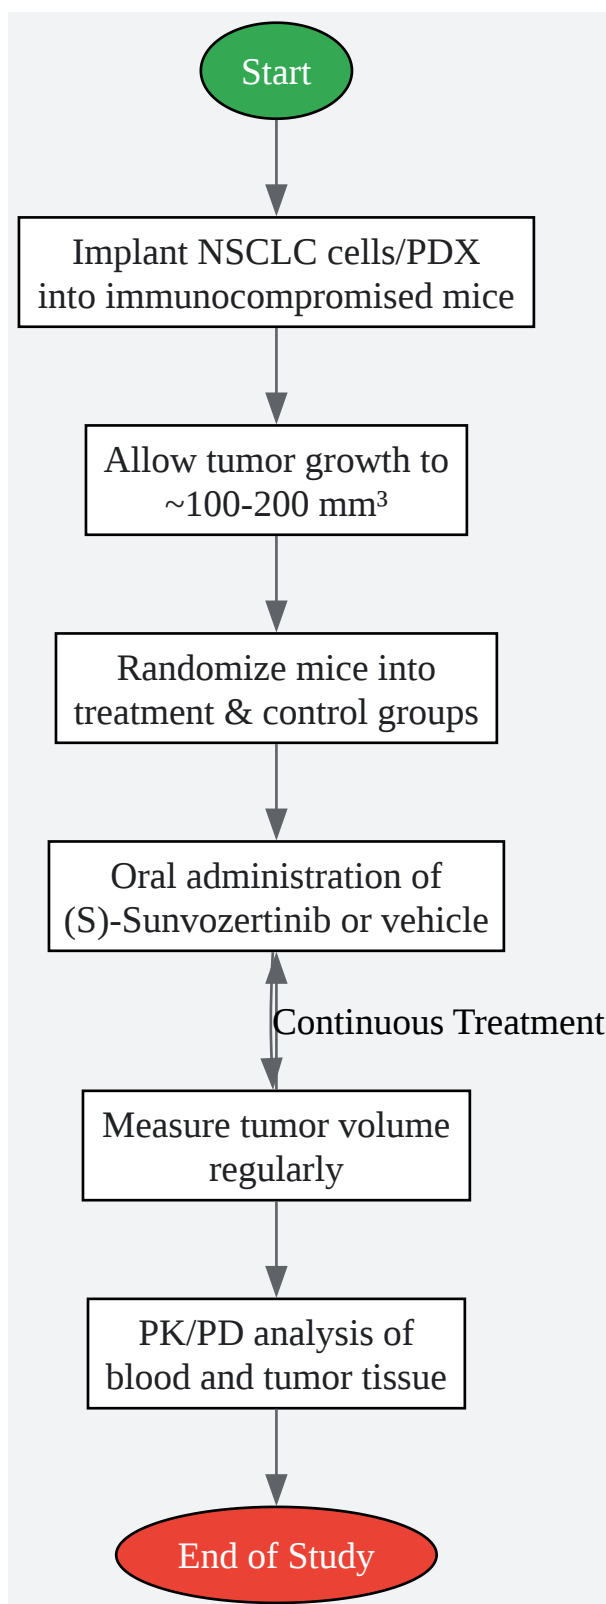 Start
Implant NSCLC cells/PDX
into immunocompromised mice
Allow tumor growth to
~100-200 mm³
Randomize mice into
treatment & control groups
Oral administration of
(S)-Sunvozertinib or vehicle
Continuous Treatment
Measure tumor volume
regularly
PK/PD analysis of
blood and tumor tissue
End of Study